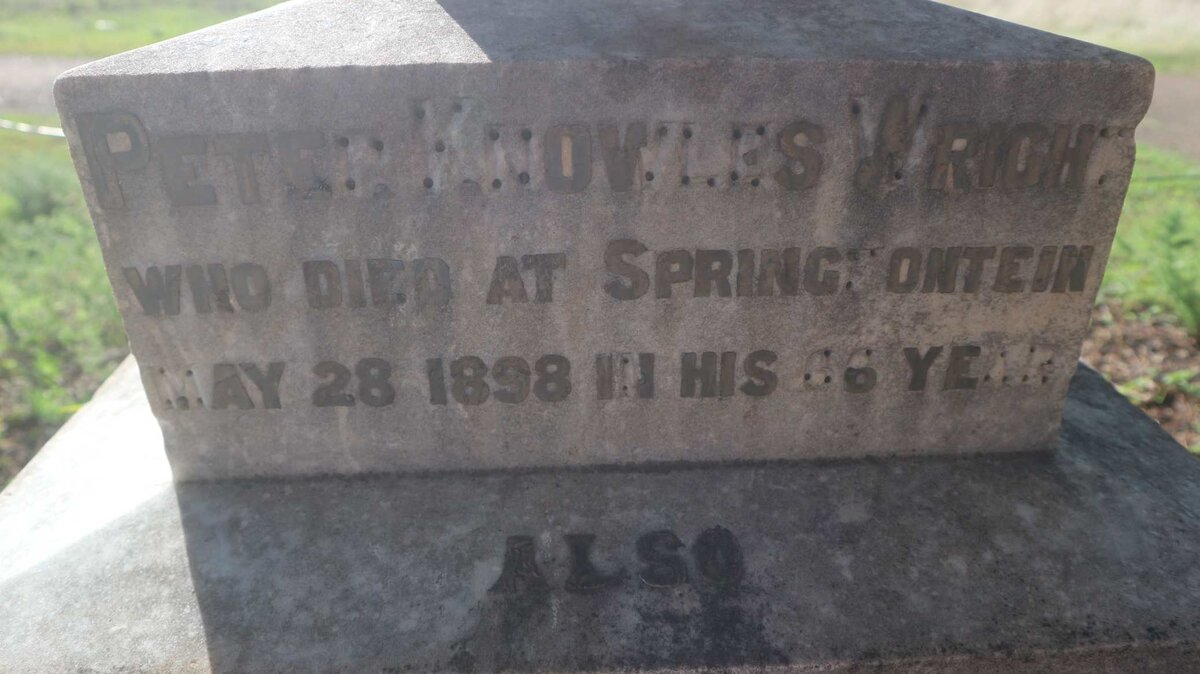 PETER KNOWLES WRIGHT
WHO DIED AT SPRINGFONTEIN
MAY 28 1898 IN HIS YEAR
ALSO